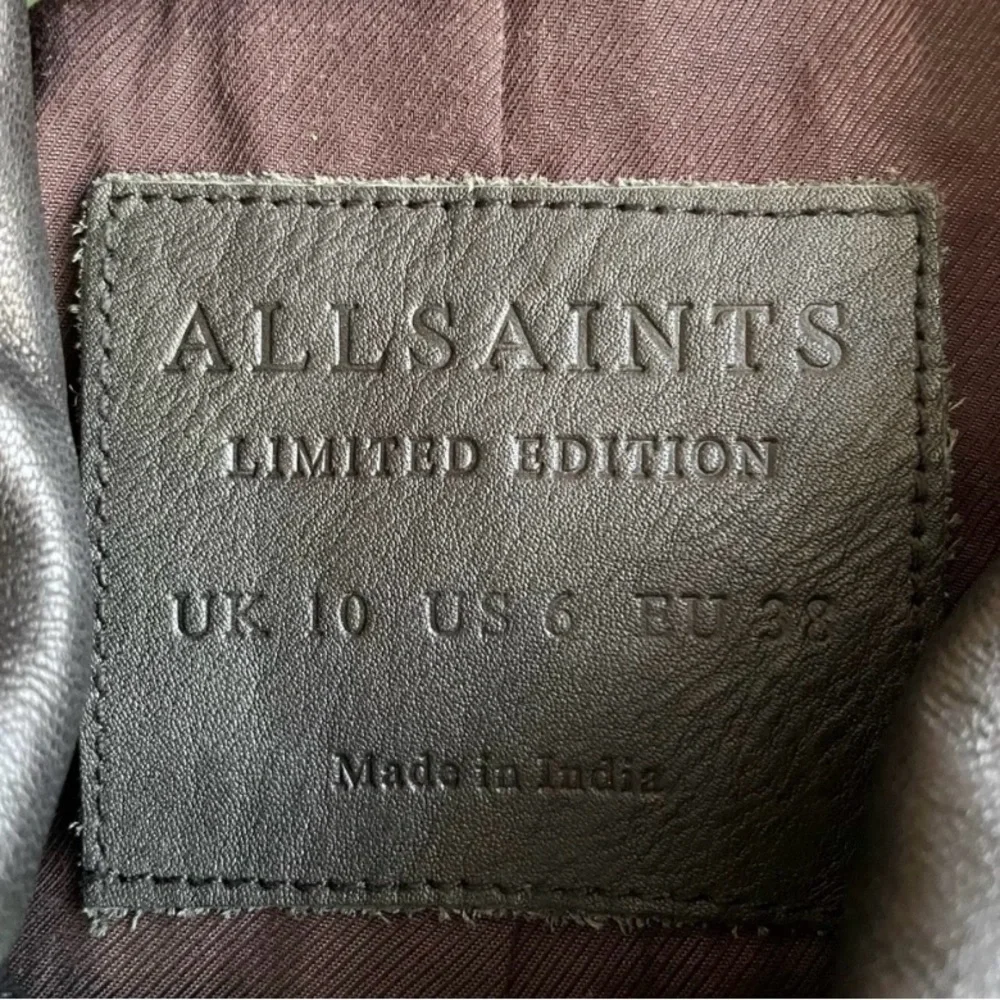 ALLSAINTS
LIMITED EDITION
UK 10 US 6 EU 38
Made in India